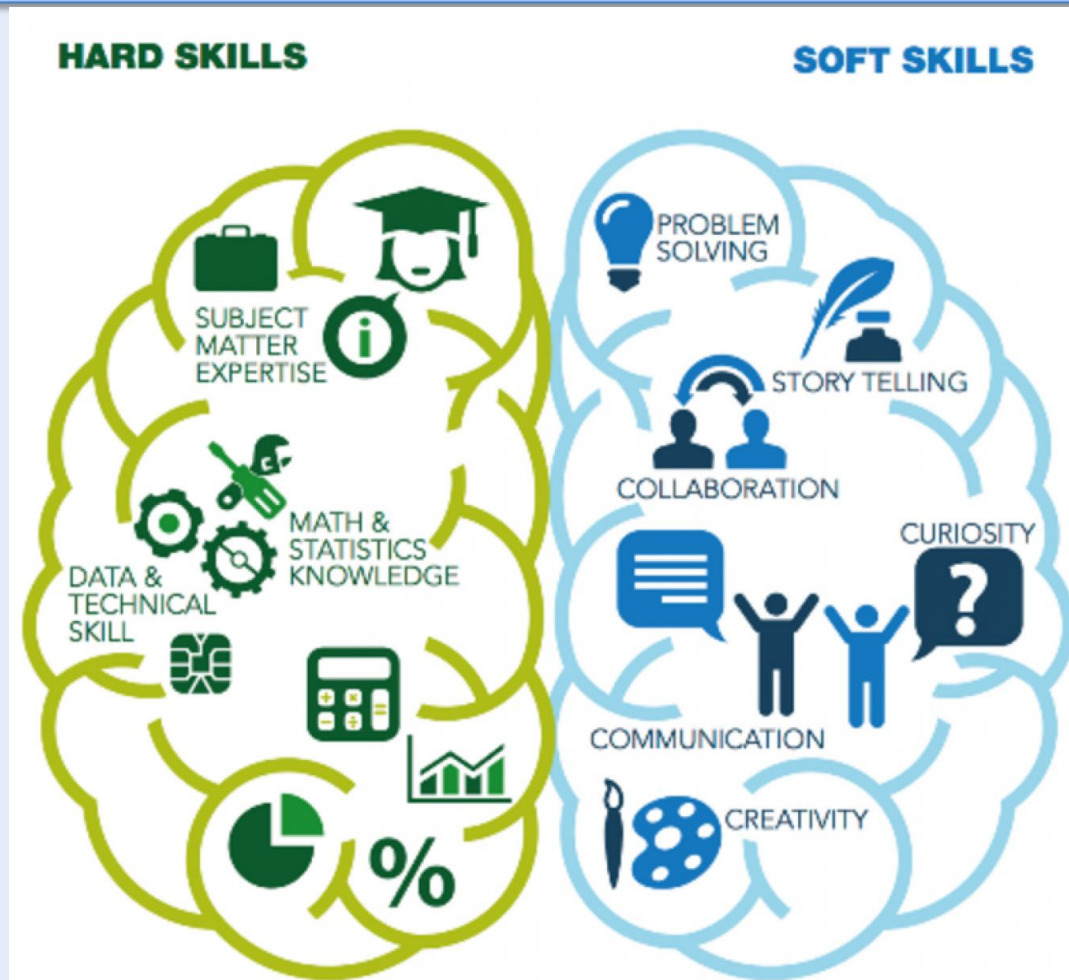 HARD SKILLS
SUBJECT
MATTER
EXPERTISE
i
MATH &
STATISTICS
KNOWLEDGE
DATA &
TECHNICAL
SKILL
+ ×
− ÷ =
%
SOFT SKILLS
PROBLEM
SOLVING
STORY TELLING
COLLABORATION
CURIOSITY
?
COMMUNICATION
CREATIVITY